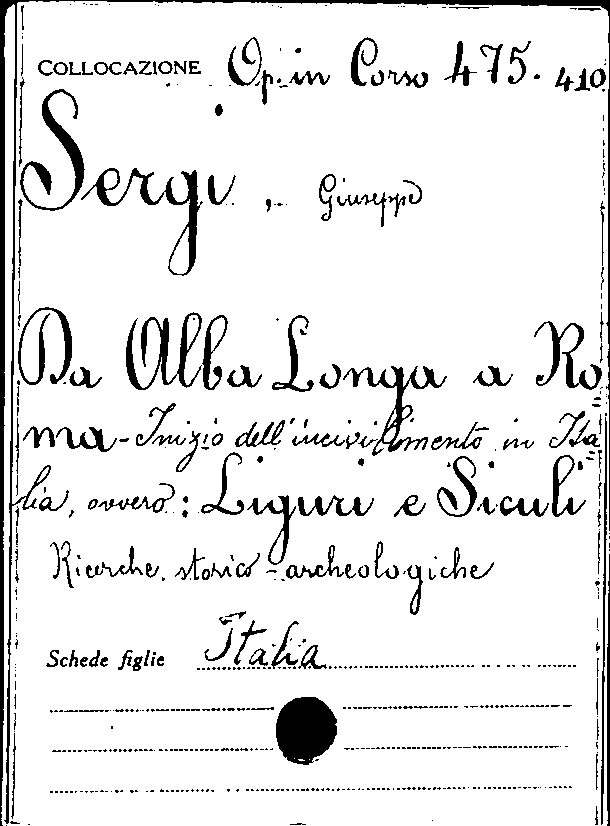 COLLOCAZIONE Op. in Corso 475. 410
Sergi, Giuseppe
Da Alba Longa a Ro=
ma - Inizio dell'incivilimento in Ita=
lia, ovvero: Liguri e Siculi
Ricerche storico-archeologiche
Schede figlie Italia